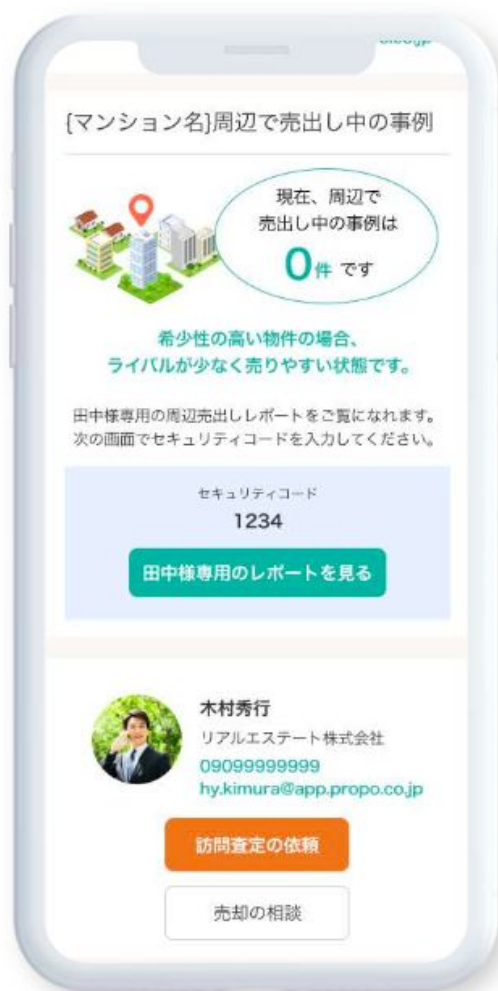 {マンション名}周辺で売出し中の事例
現在、周辺で
売出し中の事例は
0件 です
希少性の高い物件の場合、
ライバルが少なく売りやすい状態です。
田中様専用の周辺売出しレポートをご覧になれます。
次の画面でセキュリティコードを入力してください。
セキュリティコード
1234
田中様専用のレポートを見る
木村秀行
リアルエステート株式会社
09099999999
hy.kimura@app.propo.co.jp
訪問査定の依頼
売却の相談